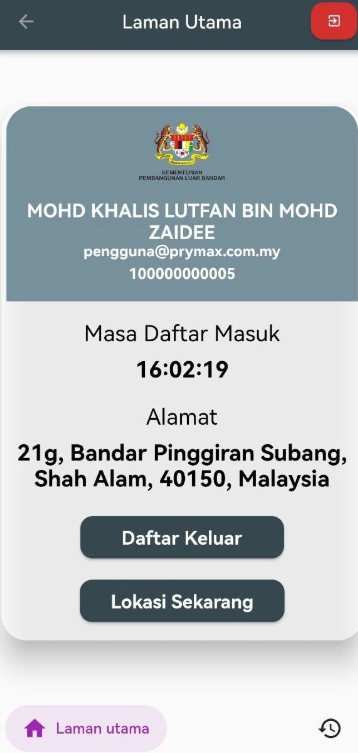 Laman Utama
KEMENTERIAN
PEMBANGUNAN LUAR BANDAR
MOHD KHALIS LUTFAN BIN MOHD
ZAIDEE
pengguna@prymax.com.my
100000000005
Masa Daftar Masuk
16:02:19
Alamat
21g, Bandar Pinggiran Subang,
Shah Alam, 40150, Malaysia
Daftar Keluar
Lokasi Sekarang
Laman utama